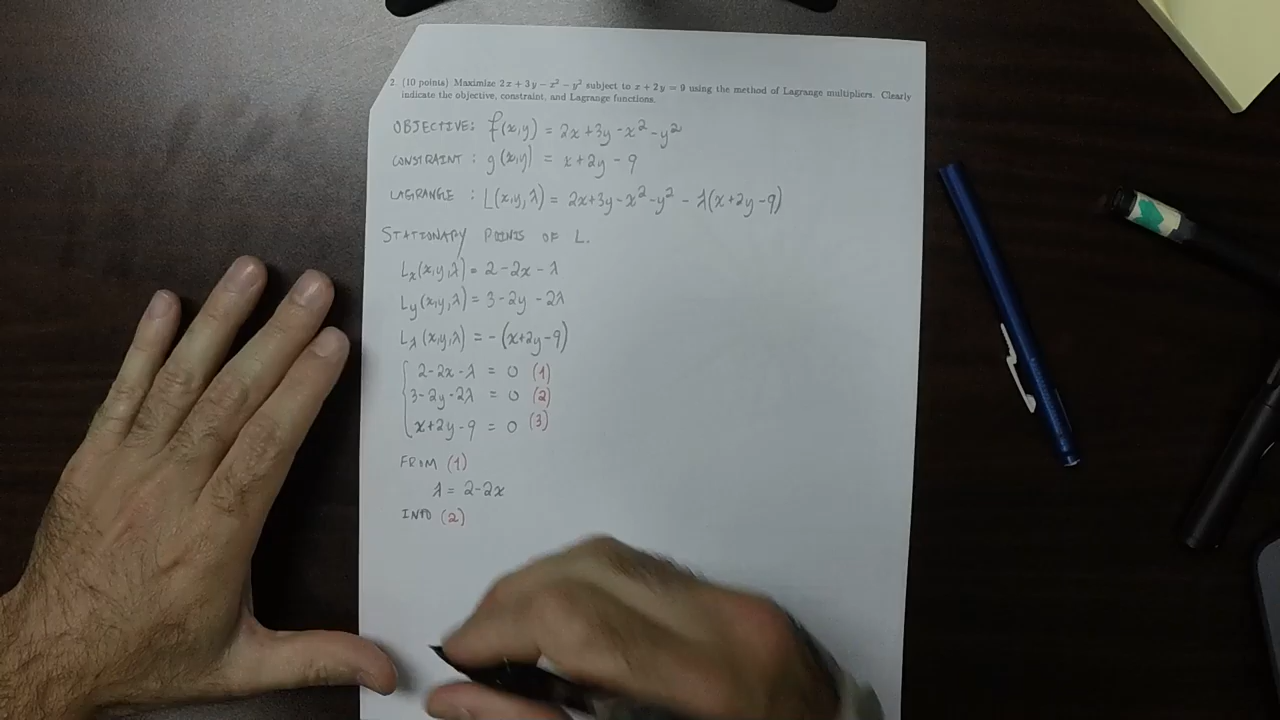 2. (10 points) Maximize 2x + 3y − x² − y² subject to x + 2y = 9 using the method of Lagrange multipliers. Clearly
indicate the objective, constraint, and Lagrange functions.
OBJECTIVE: f(x,y) = 2x+3y-x²-y²
CONSTRAINT: g(x,y) = x+2y-9
LAGRANGE: L(x,y,λ) = 2x+3y-x²-y² - λ(x+2y-9)
STATIONARY POINTS OF L.
Lx(x,y,λ) = 2-2x-λ
Ly(x,y,λ) = 3-2y-2λ
Lλ(x,y,λ) = -(x+2y-9)
2-2x-λ = 0 (1)
3-2y-2λ = 0 (2)
x+2y-9 = 0 (3)
FROM (1)
λ = 2-2x
INTO (2)